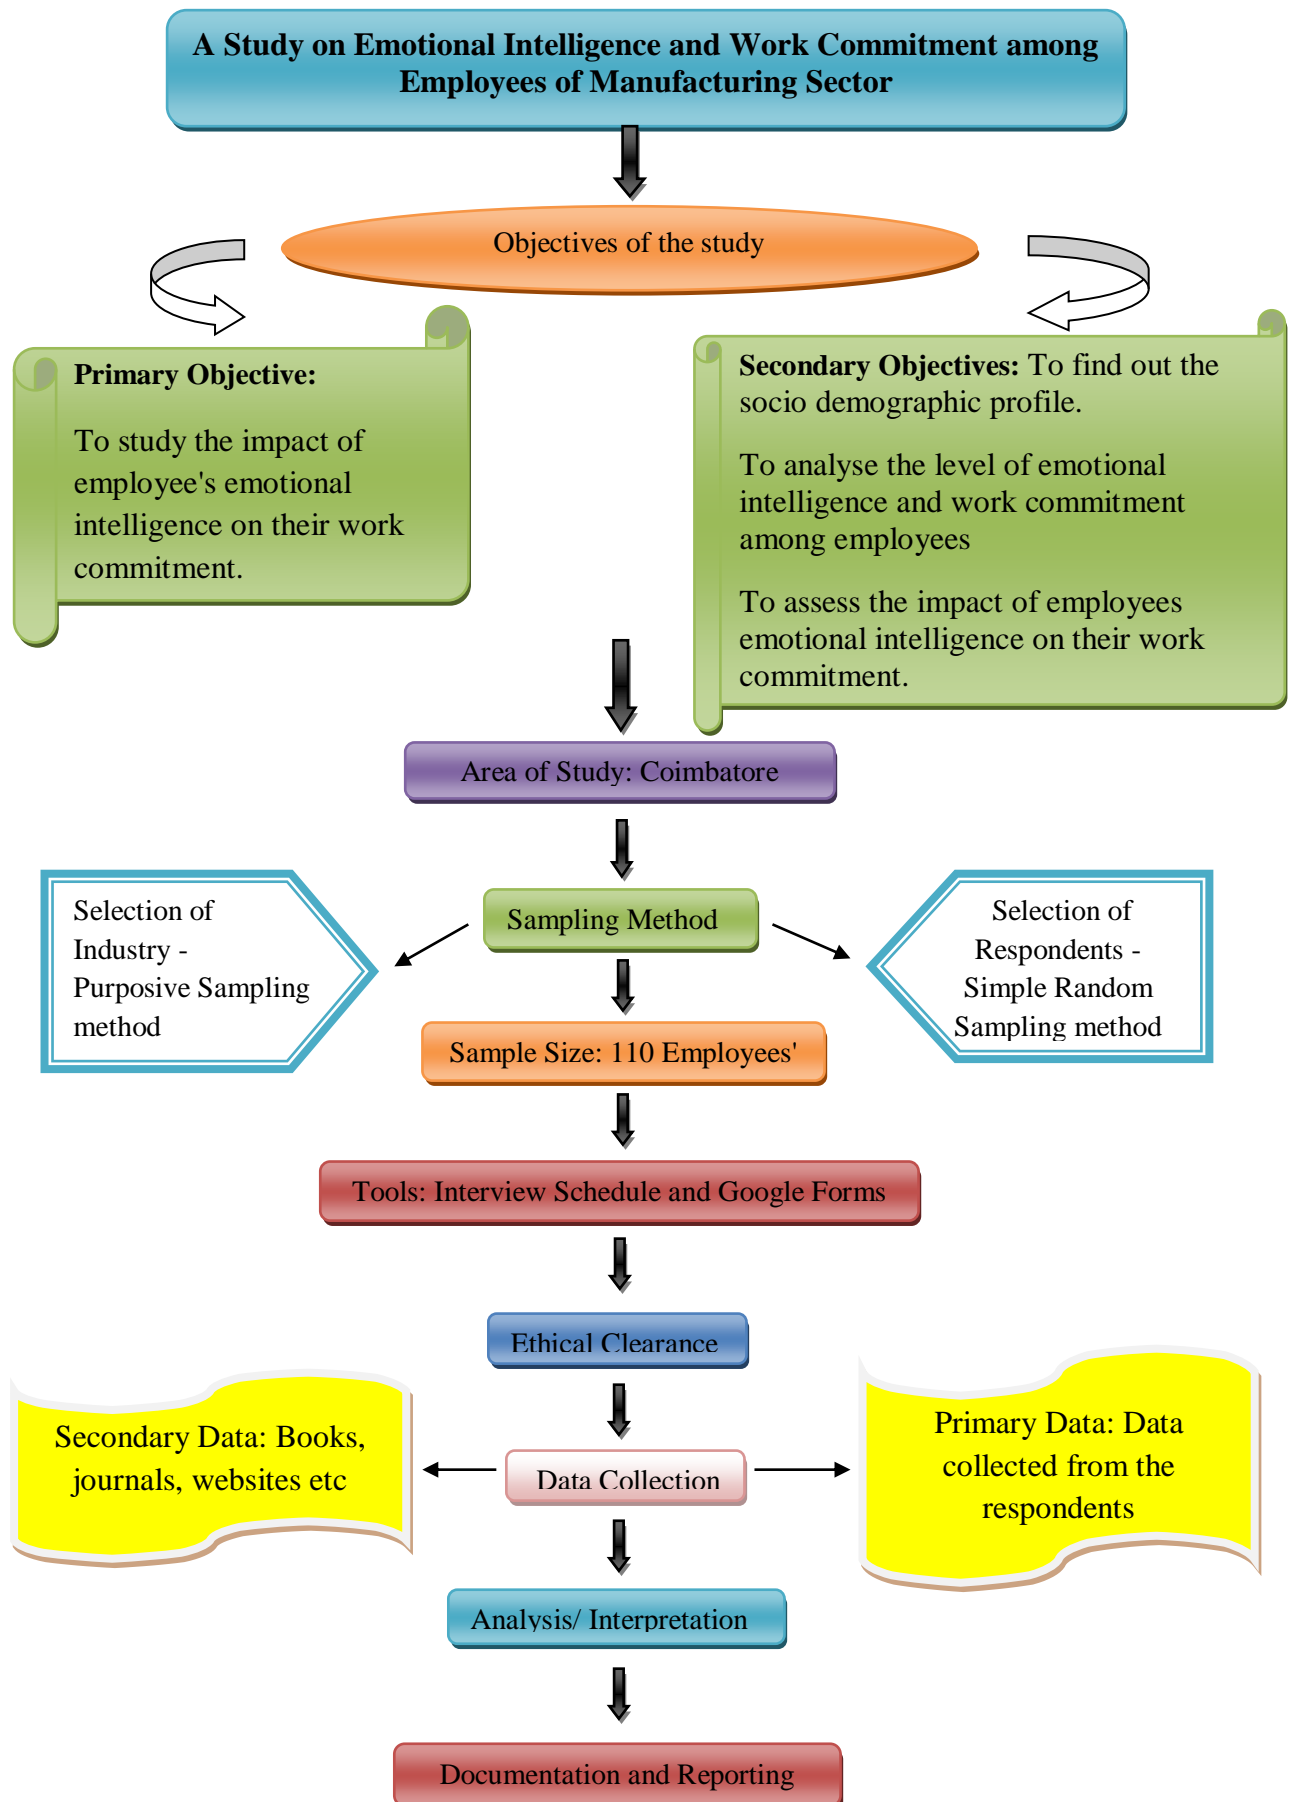 A Study on Emotional Intelligence and Work Commitment among
Employees of Manufacturing Sector
Objectives of the study
Primary Objective:
To study the impact of
employee's emotional
intelligence on their work
commitment.
Secondary Objectives: To find out the
socio demographic profile.
To analyse the level of emotional
intelligence and work commitment
among employees
To assess the impact of employees
emotional intelligence on their work
commitment.
Area of Study: Coimbatore
Sampling Method
Selection of
Industry -
Purposive Sampling
method
Selection of
Respondents -
Simple Random
Sampling method
Sample Size: 110 Employees'
Tools: Interview Schedule and Google Forms
Ethical Clearance
Data Collection
Secondary Data: Books,
journals, websites etc
Primary Data: Data
collected from the
respondents
Analysis/ Interpretation
Documentation and Reporting